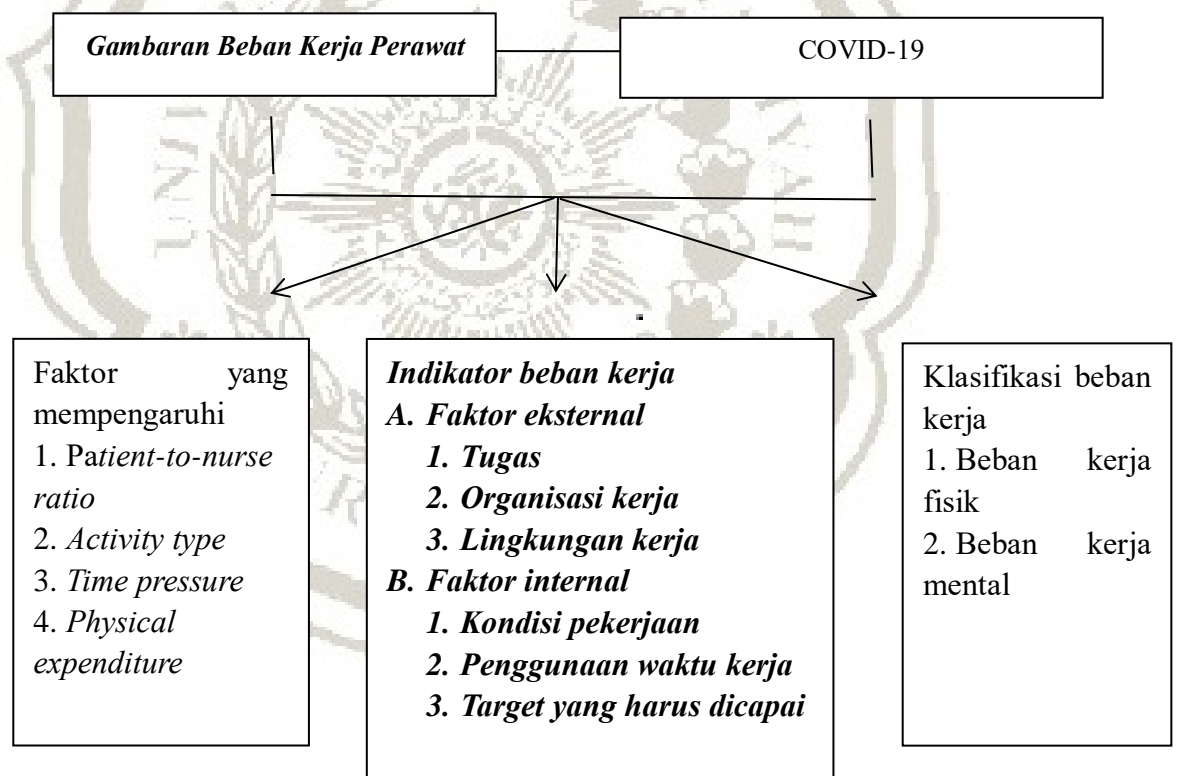 Gambaran Beban Kerja Perawat
COVID-19
Faktor yang
mempengaruhi
1. Patient-to-nurse
ratio
2. Activity type
3. Time pressure
4. Physical
expenditure
Indikator beban kerja
A. Faktor eksternal
1. Tugas
2. Organisasi kerja
3. Lingkungan kerja
B. Faktor internal
1. Kondisi pekerjaan
2. Penggunaan waktu kerja
3. Target yang harus dicapai
Klasifikasi beban
kerja
1. Beban kerja
fisik
2. Beban kerja
mental